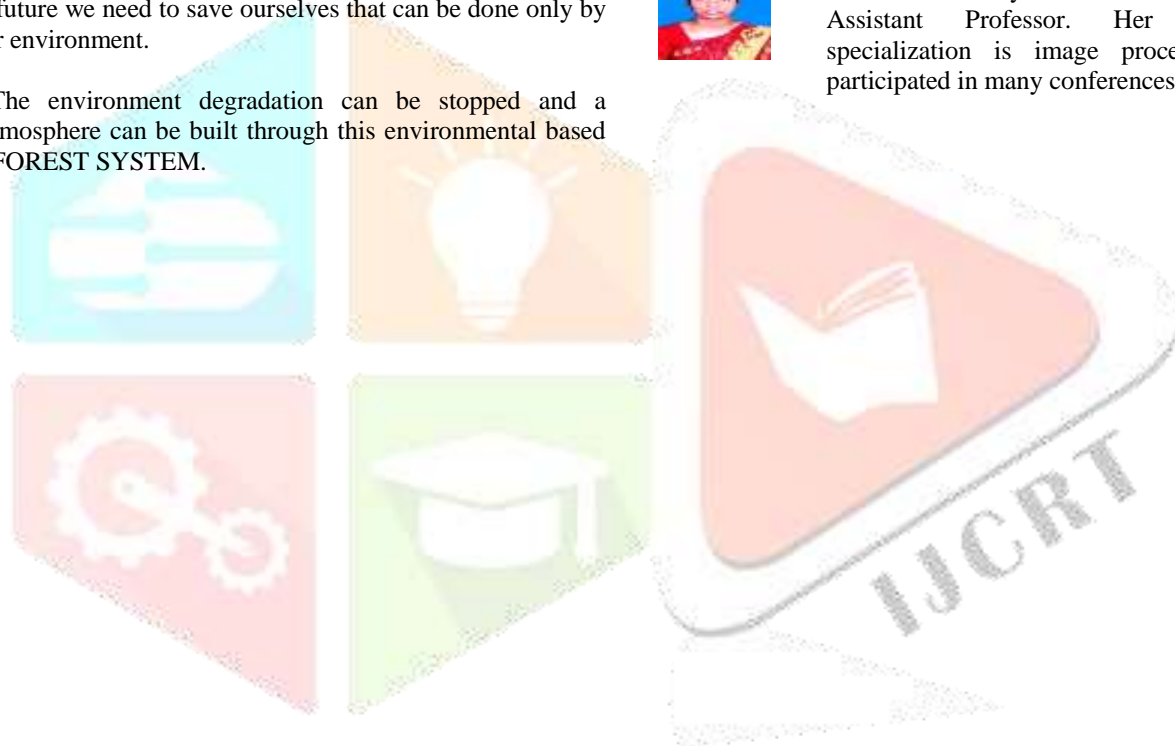 future we need to save ourselves that can be done only by
environment.
The environment degradation can be stopped and a
mosphere can be built through this environmental based
FOREST SYSTEM.
Assistant Professor. Her
specialization is image proce
participated in many conferences
IJCRT